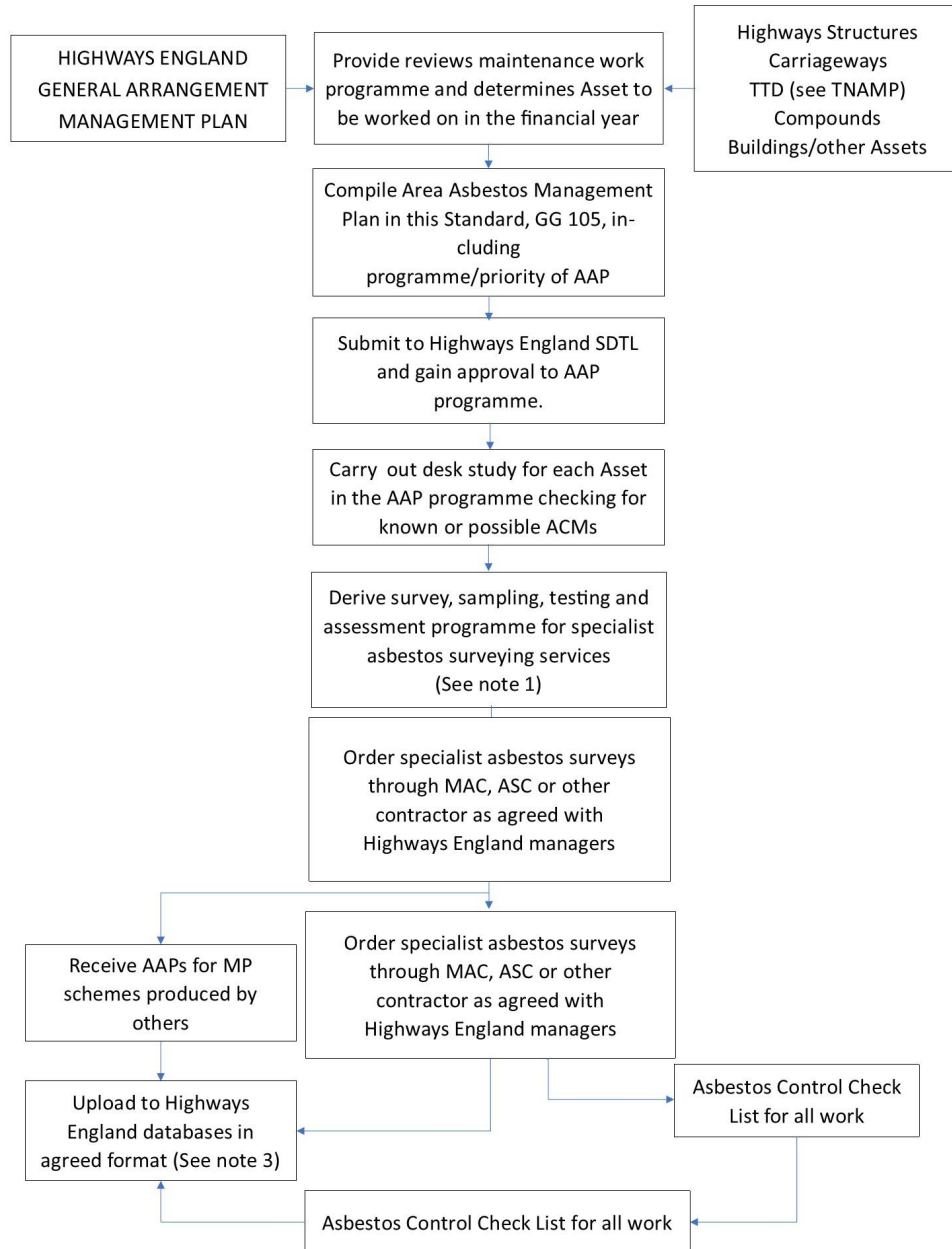 HIGHWAYS ENGLAND
GENERAL ARRANGEMENT
MANAGEMENT PLAN
Provide reviews maintenance work
programme and determines Asset to
be worked on in the financial year
Highways Structures
Carriageways
TTD (see TNAMP)
Compounds
Buildings/other Assets
Compile Area Asbestos Management
Plan in this Standard, GG 105, in-
cluding
programme/priority of AAP
Submit to Highways England SDTL
and gain approval to AAP
programme.
Carry out desk study for each Asset
in the AAP programme checking for
known or possible ACMs
Derive survey, sampling, testing and
assessment programme for specialist
asbestos surveying services
(See note 1)
Order specialist asbestos surveys
through MAC, ASC or other
contractor as agreed with
Highways England managers
Receive AAPs for MP
schemes produced by
others
Order specialist asbestos surveys
through MAC, ASC or other
contractor as agreed with
Highways England managers
Asbestos Control Check
List for all work
Upload to Highways
England databases in
agreed format (See note 3)
Asbestos Control Check List for all work